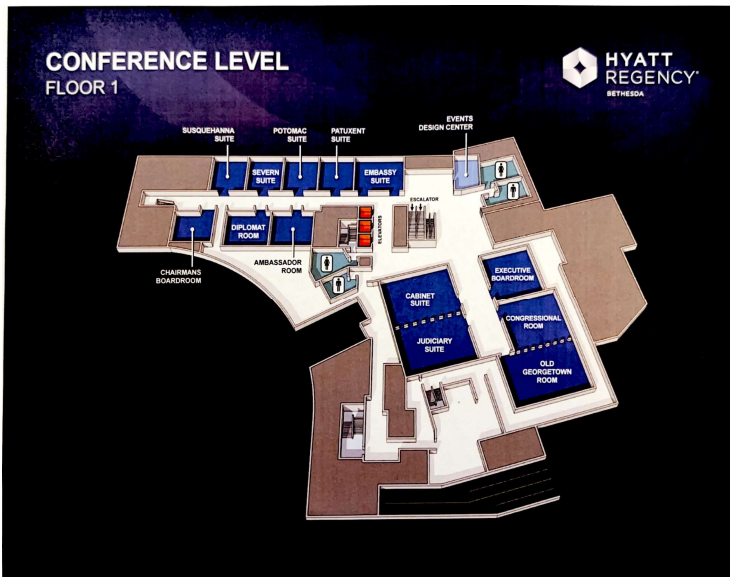 CONFERENCE LEVEL
FLOOR 1
HYATT
REGENCY®
BETHESDA
EVENTS
DESIGN CENTER
SUSQUEHANNA
SUITE
POTOMAC
SUITE
PATUXENT
SUITE
SEVERN
SUITE
EMBASSY
SUITE
ESCALATOR
ELEVATORS
DIPLOMAT
ROOM
CHAIRMANS
BOARDROOM
AMBASSADOR
ROOM
EXECUTIVE
BOARDROOM
CABINET
SUITE
CONGRESSIONAL
ROOM
JUDICIARY
SUITE
OLD
GEORGETOWN
ROOM